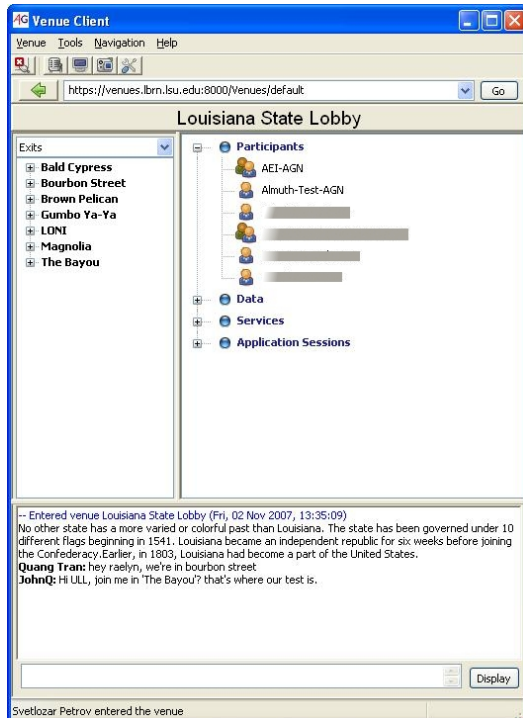 AG Venue Client
Venue Tools Navigation Help
https://venues.lbrn.lsu.edu:8000/Venues/default
Go
Louisiana State Lobby
Exits
Bald Cypress
Bourbon Street
Brown Pelican
Gumbo Ya-Ya
LONI
Magnolia
The Bayou
Participants
AEI-AGN
Almuth-Test-AGN
Data
Services
Application Sessions
-- Entered venue Louisiana State Lobby (Fri, 02 Nov 2007, 13:35:09)
No other state has a more varied or colorful past than Louisiana. The state has been governed under 10
different flags beginning in 1541. Louisiana became an independent republic for six weeks before joining
the Confederacy.Earlier, in 1803, Louisiana had become a part of the United States.
Quang Tran: hey raelyn, we're in bourbon street
JohnQ: Hi ULL, join me in 'The Bayou'? that's where our test is.
Display
Svetlozar Petrov entered the venue